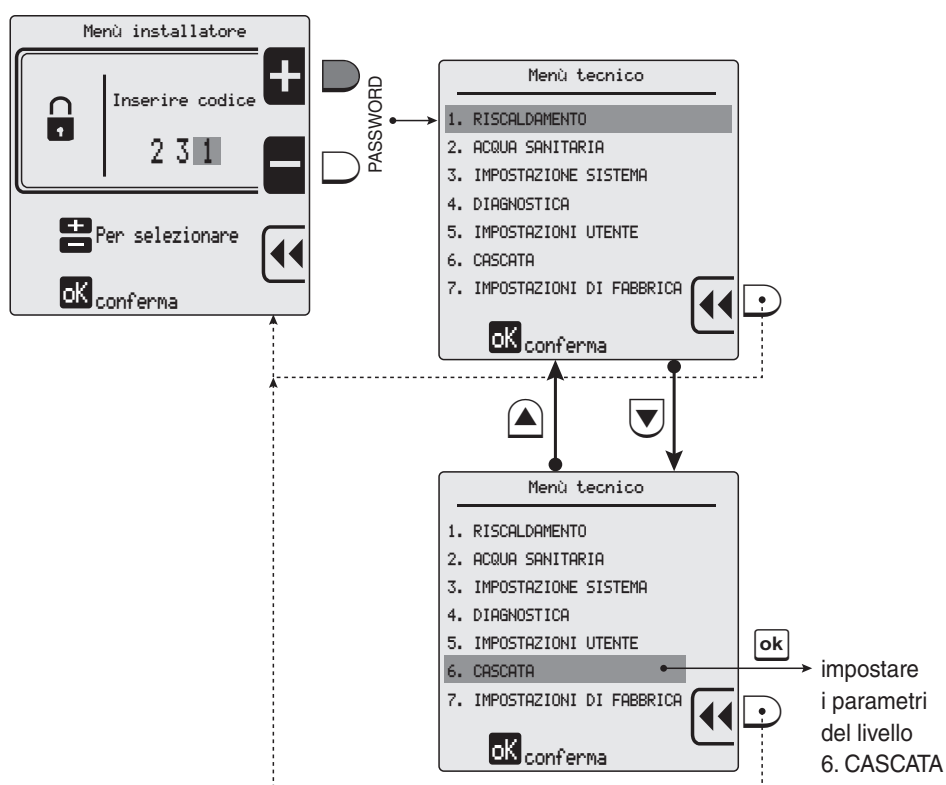 Menù installatore
Inserire codice
2 3 1
+
−
Per selezionare
oK conferma
PASSWORD
Menù tecnico
1. RISCALDAMENTO
2. ACQUA SANITARIA
3. IMPOSTAZIONE SISTEMA
4. DIAGNOSTICA
5. IMPOSTAZIONI UTENTE
6. CASCATA
7. IMPOSTAZIONI DI FABBRICA
oK conferma
Menù tecnico
1. RISCALDAMENTO
2. ACQUA SANITARIA
3. IMPOSTAZIONE SISTEMA
4. DIAGNOSTICA
5. IMPOSTAZIONI UTENTE
6. CASCATA
7. IMPOSTAZIONI DI FABBRICA
oK conferma
ok
impostare
i parametri
del livello
6. CASCATA